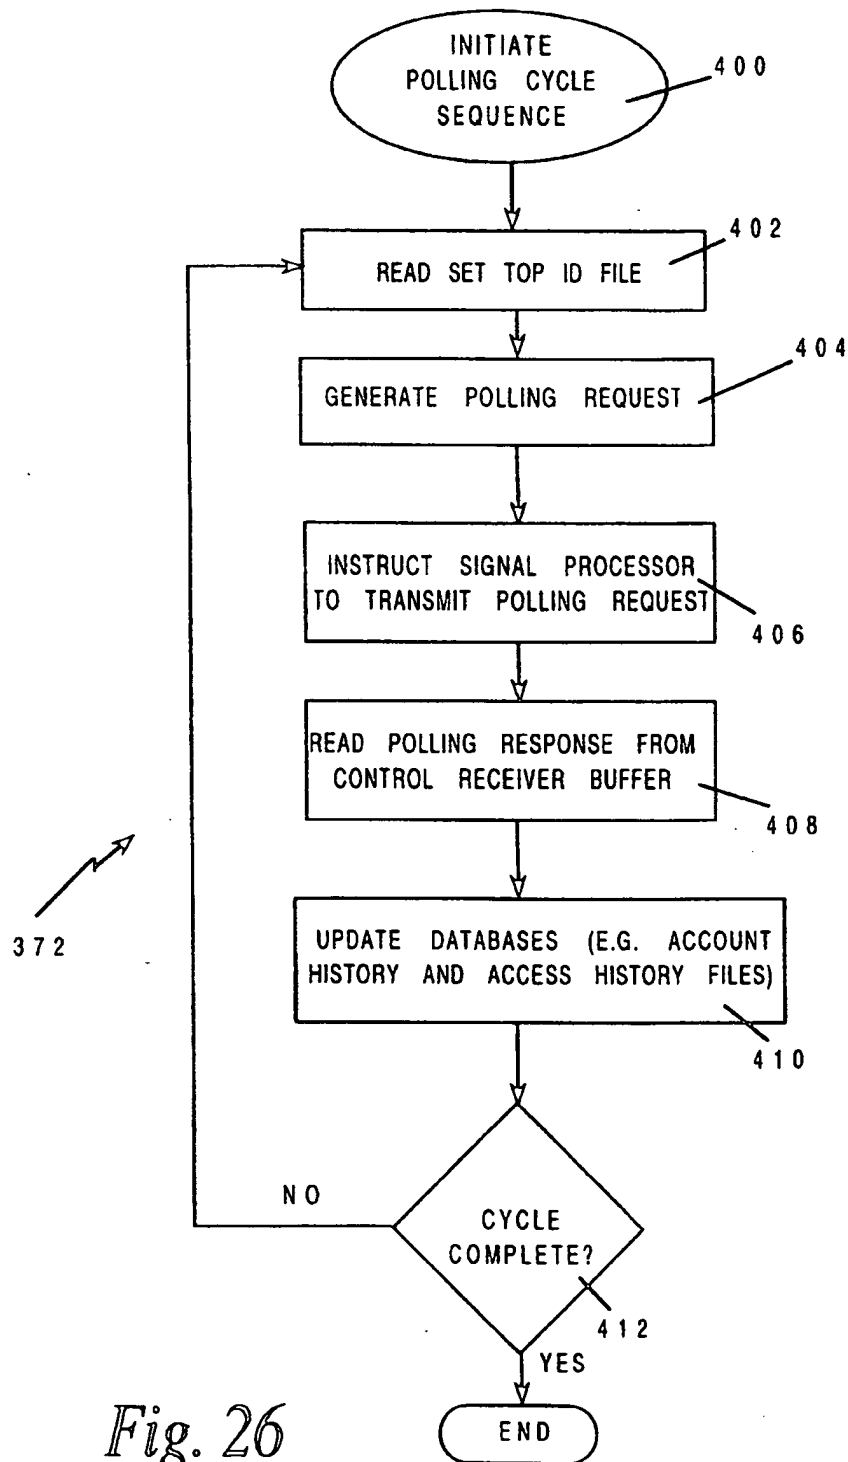 INITIATE
POLLING CYCLE
SEQUENCE
400
402
READ SET TOP ID FILE
404
GENERATE POLLING REQUEST
INSTRUCT SIGNAL PROCESSOR
TO TRANSMIT POLLING REQUEST
406
READ POLLING RESPONSE FROM
CONTROL RECEIVER BUFFER
408
372
UPDATE DATABASES (E.G. ACCOUNT
HISTORY AND ACCESS HISTORY FILES)
410
NO
CYCLE
COMPLETE?
412
YES
END
Fig. 26